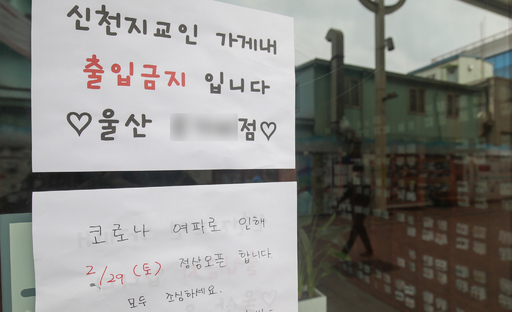 신천지교인 가게내
출입금지 입니다
♡울산 점♡
코로나 여파로 인해
2/29 (토) 정상오픈 합니다
모두 조심하세요.